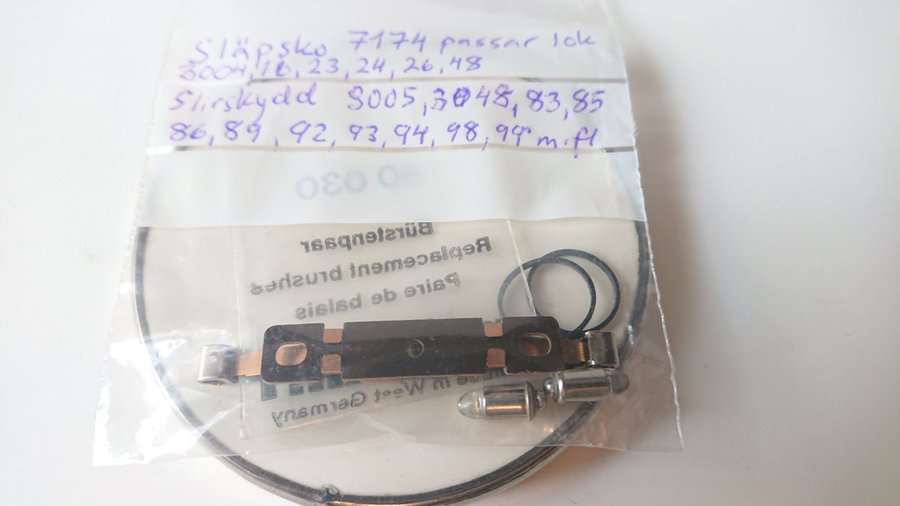 Släpsko 7174 passar lok
3004, 16, 23, 24, 26, 48
Slirskydd 3005, 3048, 83, 85
86, 89, 92, 93, 94, 98, 99 m.fl
60 030
Bürstenpaar
Replacement brushes
Paire de balais
Made in West
Germany